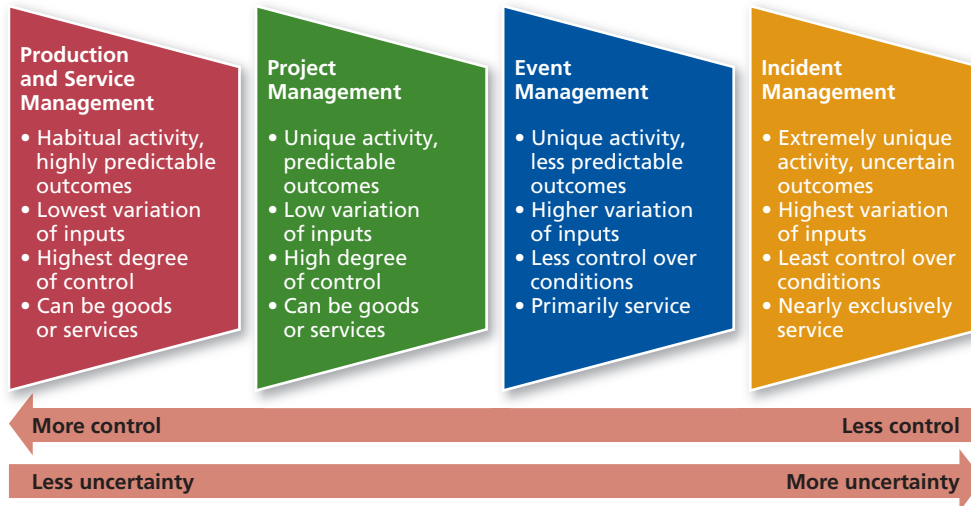 Production
and Service
Management
• Habitual activity,
highly predictable
outcomes
• Lowest variation
of inputs
• Highest degree
of control
• Can be goods
or services
Project
Management
• Unique activity,
predictable
outcomes
• Low variation
of inputs
• High degree
of control
• Can be goods
or services
Event
Management
• Unique activity,
less predictable
outcomes
• Higher variation
of inputs
• Less control over
conditions
• Primarily service
Incident
Management
• Extremely unique
activity, uncertain
outcomes
• Highest variation
of inputs
• Least control over
conditions
• Nearly exclusively
service
More control Less control
Less uncertainty More uncertainty